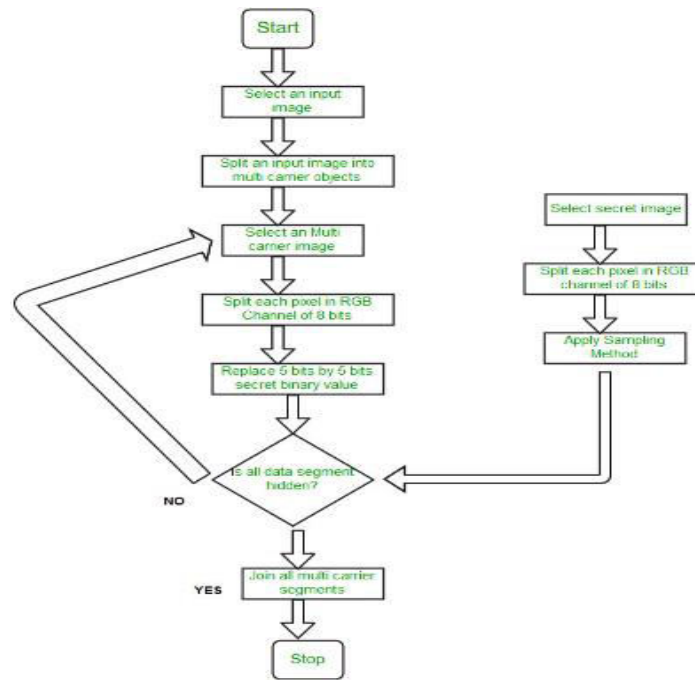 Start
Select an input
image
Split an input image into
multi carrier objects
Select an Multi
carrier image
Split each pixel in RGB
Channel of 8 bits
Replace 5 bits by 5 bits
secret binary value
Is all data segment
hidden?
NO
YES
Join all multi carrier
segments
Stop
Select secret image
Split each pixel in RGB
channel of 8 bits
Apply Sampling
Method